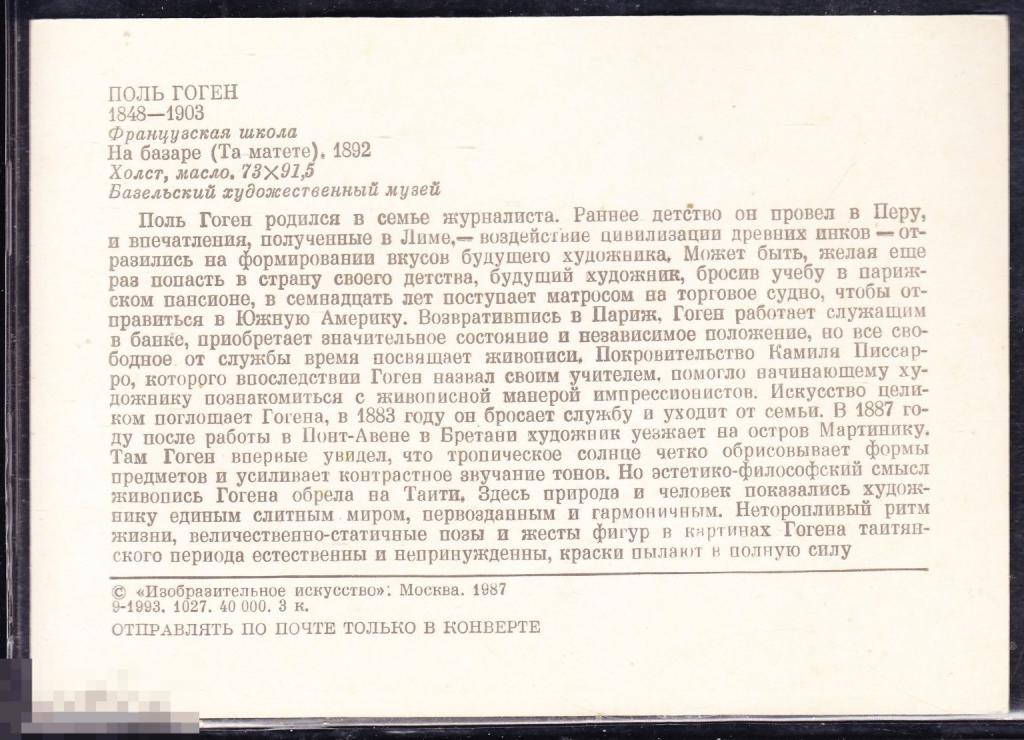 ПОЛЬ ГОГЕН
1848—1903
Французская школа
На базаре (Та матете). 1892
Холст, масло. 73×91,5
Базельский художественный музей
Поль Гоген родился в семье журналиста. Раннее детство он провел в Перу,
и впечатления, полученные в Лиме,— воздействие цивилизации древних инков — от-
разились на формировании вкусов будущего художника. Может быть, желая еще
раз попасть в страну своего детства, будущий художник, бросив учебу в париж-
ском пансионе, в семнадцать лет поступает матросом на торговое судно, чтобы от-
правиться в Южную Америку. Возвратившись в Париж, Гоген работает служащим
в банке, приобретает значительное состояние и независимое положение, но все сво-
бодное от службы время посвящает живописи. Покровительство Камиля Писсар-
ро, которого впоследствии Гоген назвал своим учителем, помогло начинающему ху-
дожнику познакомиться с живописной манерой импрессионистов. Искусство цели-
ком поглощает Гогена, в 1883 году он бросает службу и уходит от семьи. В 1887 го-
ду после работы в Понт-Авене в Бретани художник уезжает на остров Мартинику.
Там Гоген впервые увидел, что тропическое солнце четко обрисовывает формы
предметов и усиливает контрастное звучание тонов. Но эстетико-философский смысл
живопись Гогена обрела на Таити. Здесь природа и человек показались худож-
нику единым слитным миром, первозданным и гармоничным. Неторопливый ритм
жизни, величественно-статичные позы и жесты фигур в картинах Гогена таитян-
ского периода естественны и непринужденны, краски пылают в полную силу
© «Изобразительное искусство». Москва. 1987
9-1993. 1027. 40 000. 3 к.
ОТПРАВЛЯТЬ ПО ПОЧТЕ ТОЛЬКО В КОНВЕРТЕ